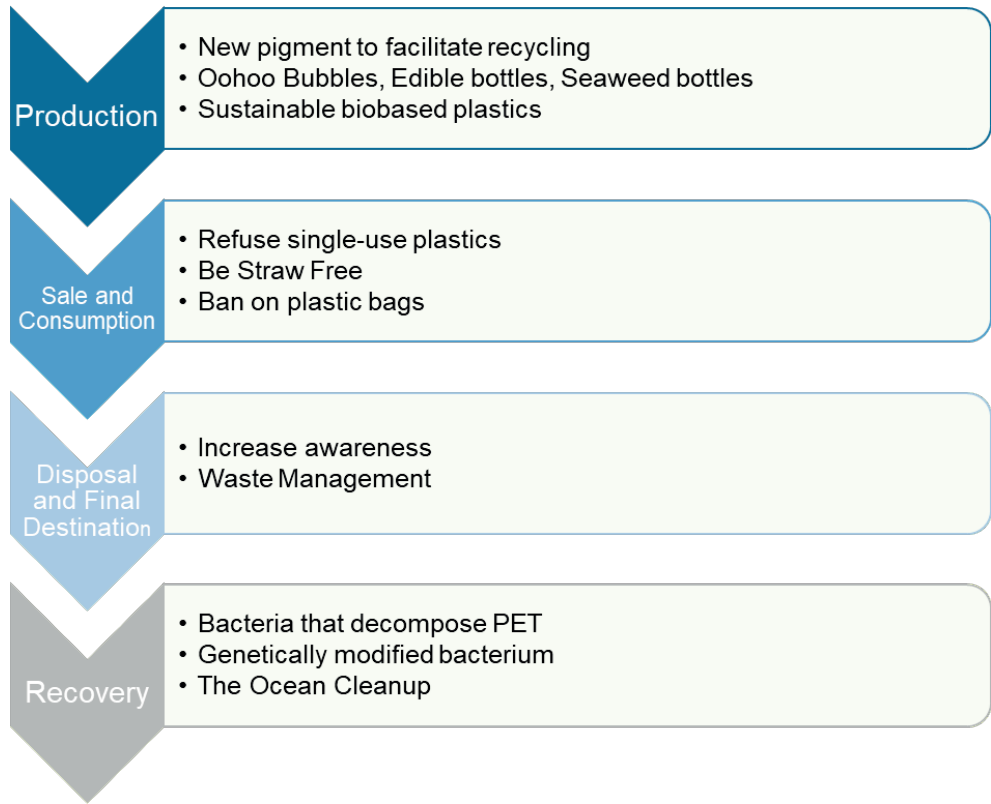 Production
• New pigment to facilitate recycling
• Oohoo Bubbles, Edible bottles, Seaweed bottles
• Sustainable biobased plastics
Sale and
Consumption
• Refuse single-use plastics
• Be Straw Free
• Ban on plastic bags
Disposal
and Final
Destination
• Increase awareness
• Waste Management
Recovery
• Bacteria that decompose PET
• Genetically modified bacterium
• The Ocean Cleanup